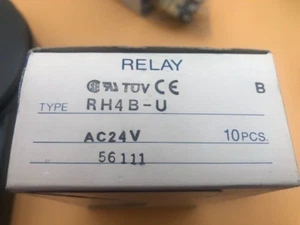 RELAY
TÜV CE B
TYPE RH4B-U
AC24V 10PCS.
56111